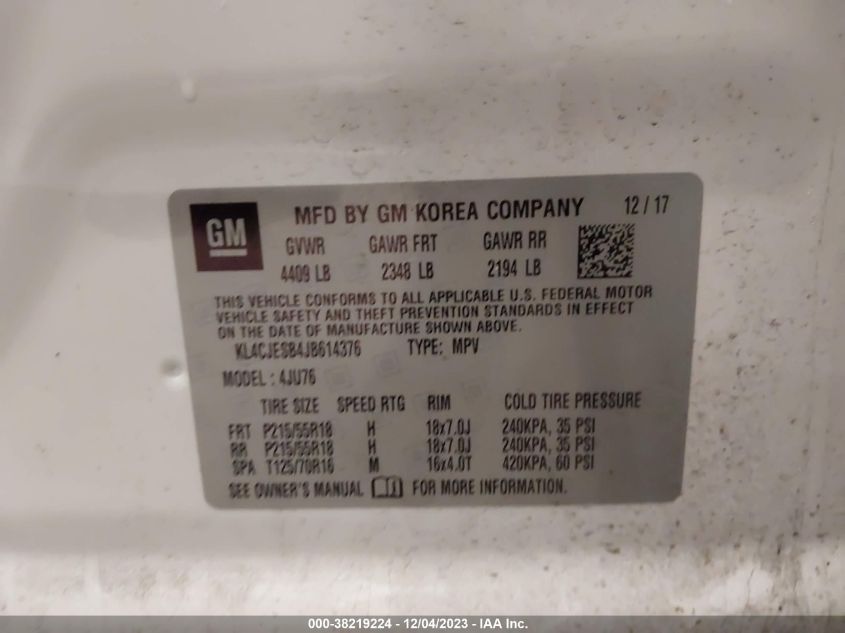 GM
MFD BY GM KOREA COMPANY 12/17
GVWR GAWR FRT GAWR RR
4409 LB 2348 LB 2194 LB
THIS VEHICLE CONFORMS TO ALL APPLICABLE U.S. FEDERAL MOTOR
VEHICLE SAFETY AND THEFT PREVENTION STANDARDS IN EFFECT
ON THE DATE OF MANUFACTURE SHOWN ABOVE.
KL4CJESB4JB614376 TYPE: MPV
MODEL: 4JU76
TIRE SIZE SPEED RTG RIM COLD TIRE PRESSURE
FRT P215/55R18 H 18x7.0J 240KPA, 35 PSI
RR P215/55R18 H 18x7.0J 240KPA, 35 PSI
SPA T125/70R16 M 16x4.0T 420KPA, 60 PSI
SEE OWNER'S MANUAL FOR MORE INFORMATION.
000-38219224 - 12/04/2023 - IAA Inc.